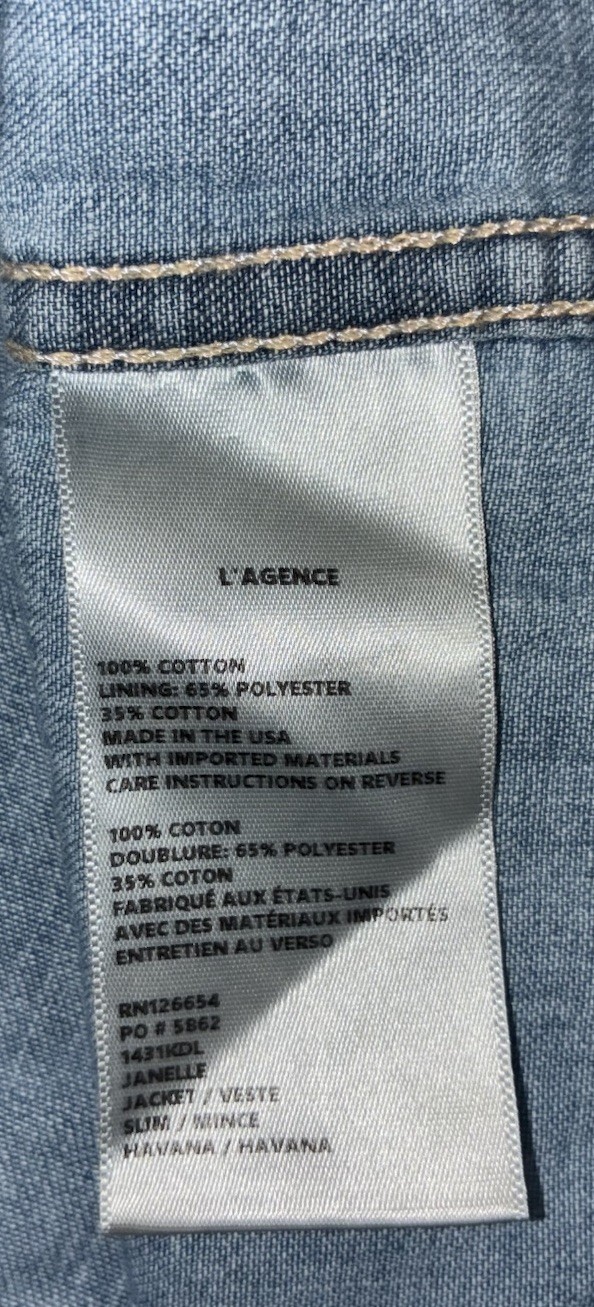 L'AGENCE
100% COTTON
LINING: 65% POLYESTER
35% COTTON
MADE IN THE USA
WITH IMPORTED MATERIALS
CARE INSTRUCTIONS ON REVERSE
100% COTON
DOUBLURE: 65% POLYESTER
35% COTON
FABRIQUÉ AUX ÉTATS-UNIS
AVEC DES MATÉRIAUX IMPORTÉS
ENTRETIEN AU VERSO
RN126654
PO # 5862
1431KDL
JANELLE
JACKET / VESTE
SLIM / MINCE
HAVANA / HAVANA